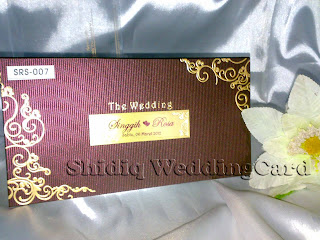 SRS-007
The Wedding
Singgih Rosa
Shidiq WeddingCard